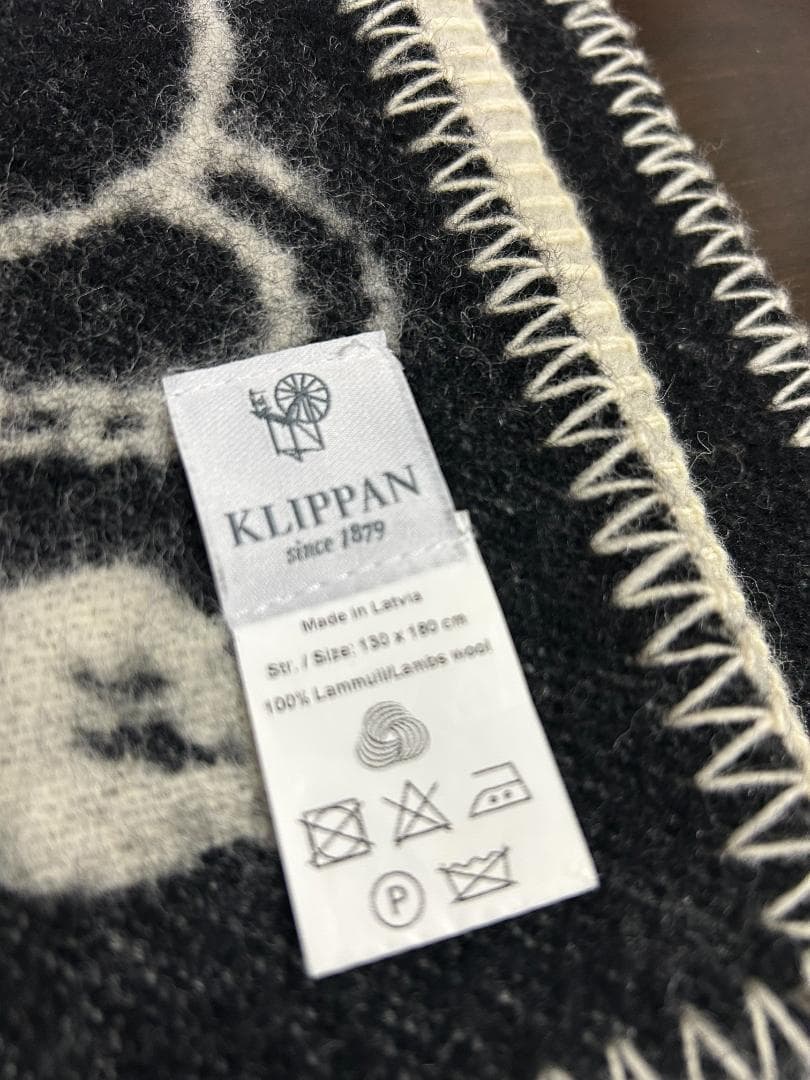 KLIPPAN
since 1879
Made in Latvia
Str. / Size: 130 x 180 cm
100% Lammull/Lambs wool
P